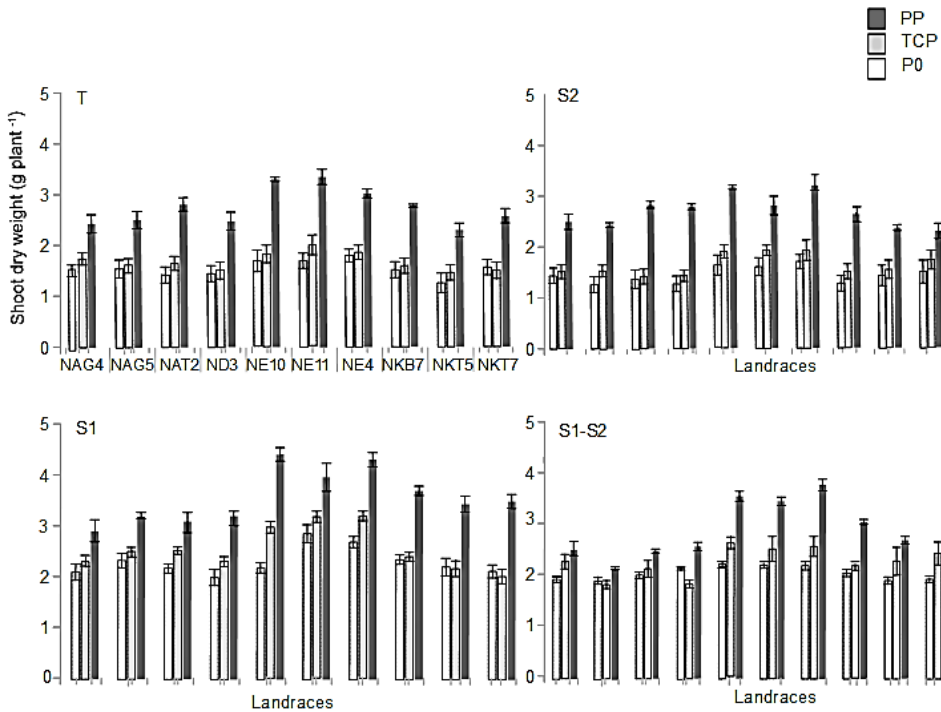 PP
TCP
P0
Shoot dry weight (g plant ⁻¹)
T
5
4
3
2
1
0
NAG4 NAG5 NAT2 ND3 NE10 NE11 NE4 NKB7 NKT5 NKT7
S2
5
4
3
2
1
0
Landraces
S1
5
4
3
2
1
0
Landraces
S1-S2
5
4
3
2
1
0
Landraces